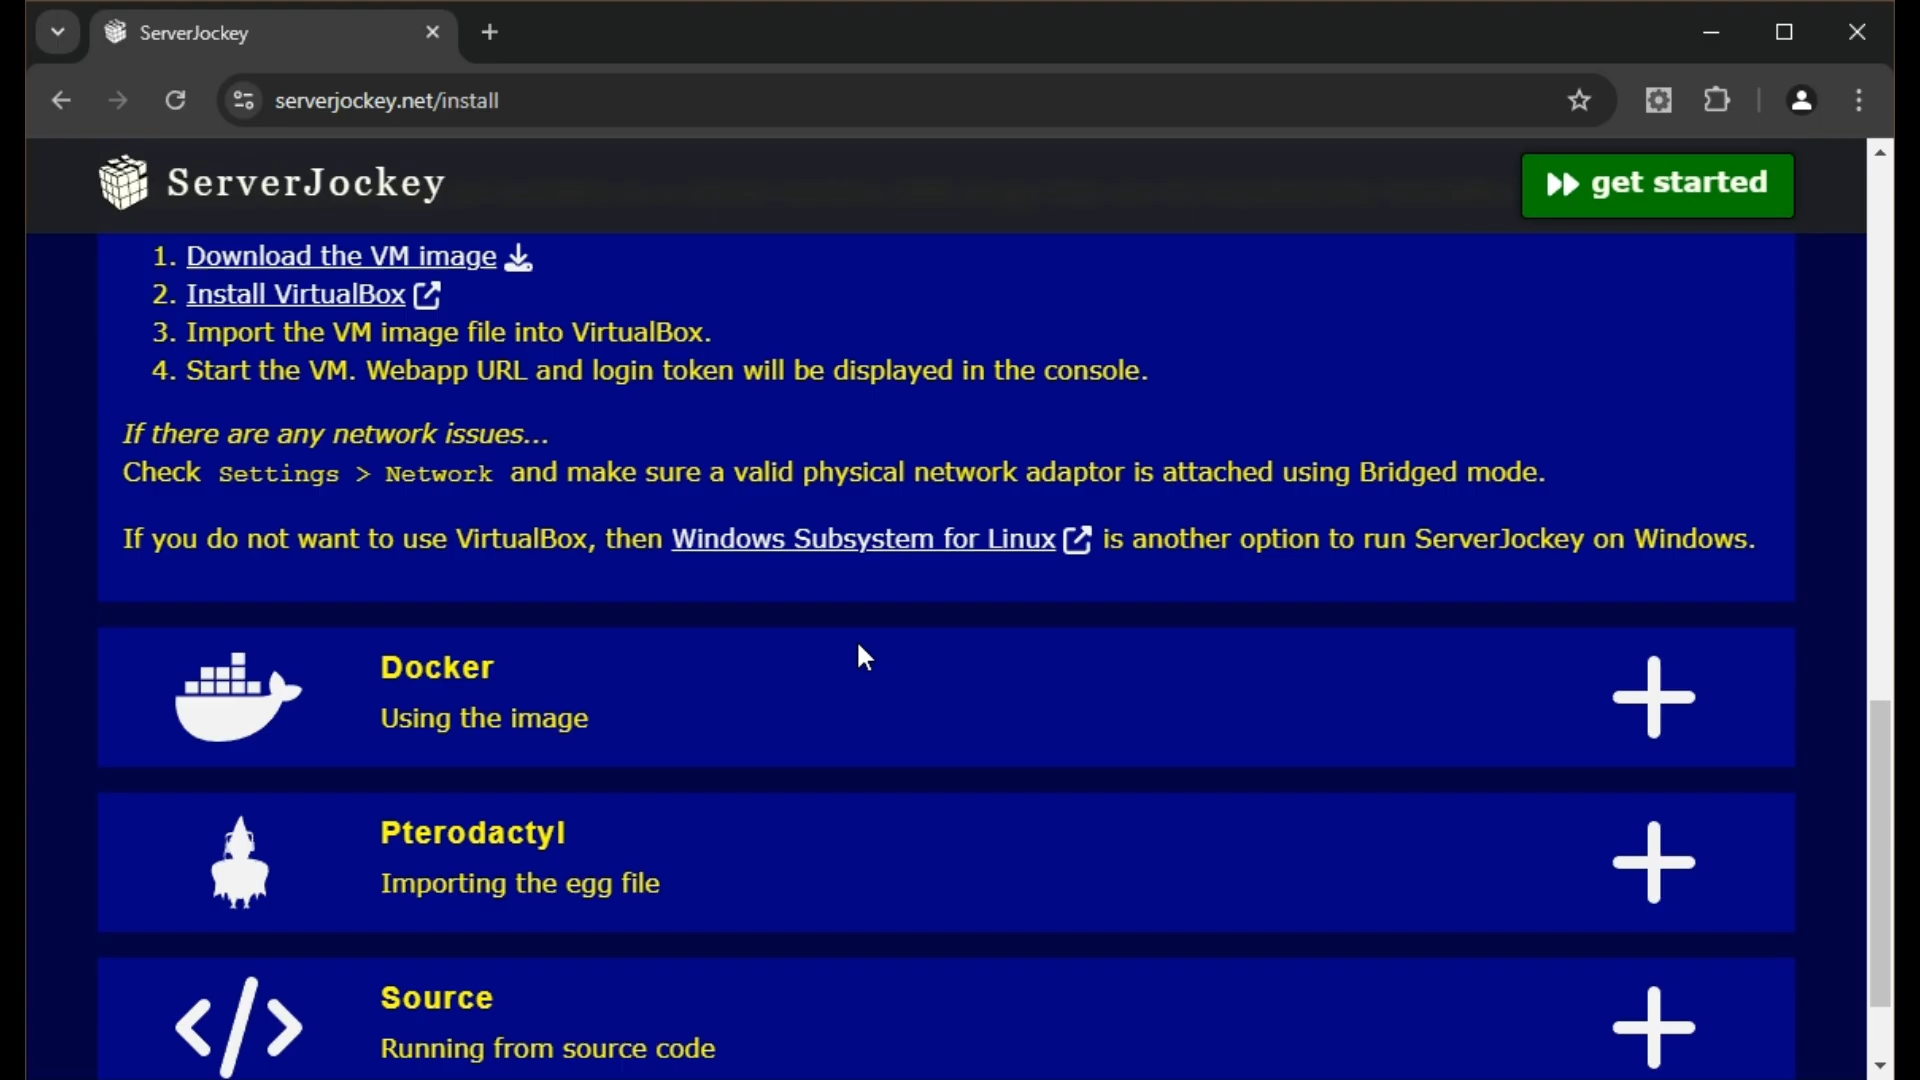 ServerJockey
serverjockey.net/install
ServerJockey
get started
1. Download the VM image
2. Install VirtualBox
3. Import the VM image file into VirtualBox.
4. Start the VM. Webapp URL and login token will be displayed in the console.
If there are any network issues...
Check Settings > Network and make sure a valid physical network adaptor is attached using Bridged mode.
If you do not want to use VirtualBox, then Windows Subsystem for Linux is another option to run ServerJockey on Windows.
Docker
Using the image
Pterodactyl
Importing the egg file
Source
Running from source code